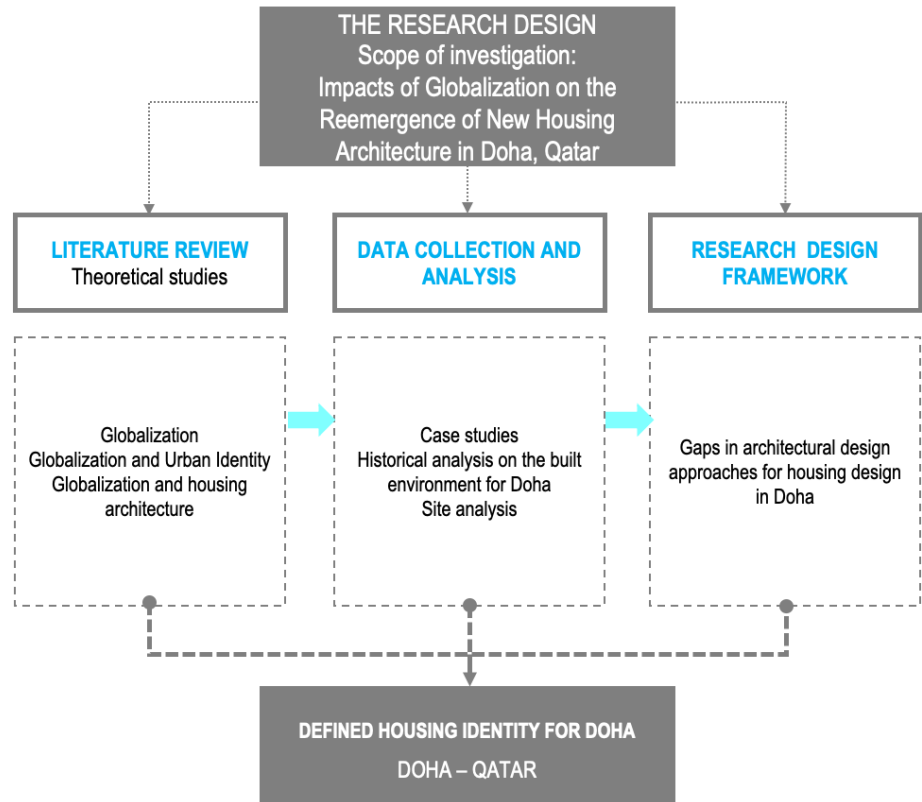 THE RESEARCH DESIGN
Scope of investigation:
Impacts of Globalization on the
Reemergence of New Housing
Architecture in Doha, Qatar
LITERATURE REVIEW
Theoretical studies
DATA COLLECTION AND
ANALYSIS
RESEARCH DESIGN
FRAMEWORK
Globalization
Globalization and Urban Identity
Globalization and housing
architecture
Case studies
Historical analysis on the built
environment for Doha
Site analysis
Gaps in architectural design
approaches for housing design
in Doha
DEFINED HOUSING IDENTITY FOR DOHA
DOHA – QATAR